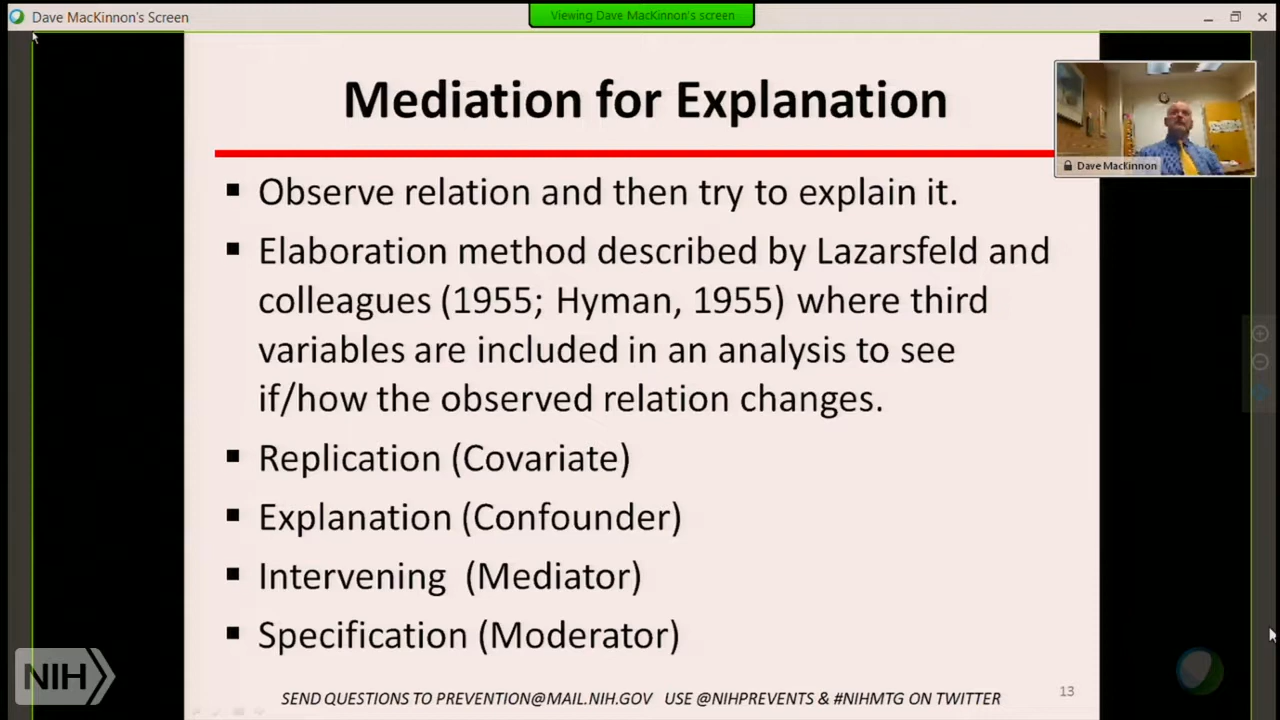 Dave MacKinnon's Screen
Viewing Dave MacKinnon's screen
Mediation for Explanation
Dave MacKinnon
▪ Observe relation and then try to explain it.
▪ Elaboration method described by Lazarsfeld and
colleagues (1955; Hyman, 1955) where third
variables are included in an analysis to see
if/how the observed relation changes.
▪ Replication (Covariate)
▪ Explanation (Confounder)
▪ Intervening (Mediator)
▪ Specification (Moderator)
NIH
SEND QUESTIONS TO PREVENTION@MAIL.NIH.GOV USE @NIHPREVENTS & #NIHMTG ON TWITTER
13